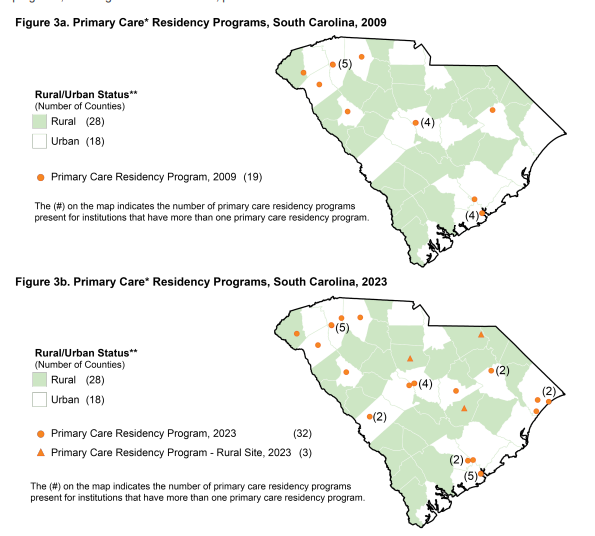 Figure 3a. Primary Care* Residency Programs, South Carolina, 2009
(5)
Rural/Urban Status**
(Number of Counties)
Rural (28)
(4)
Urban (18)
Primary Care Residency Program, 2009 (19)
The (#) on the map indicates the number of primary care residency programs
present for institutions that have more than one primary care residency program.
(4)
Figure 3b. Primary Care* Residency Programs, South Carolina, 2023
(5)
Rural/Urban Status**
(Number of Counties)
(2)
Rural (28)
(4)
(2)
Urban (18)
(2)
Primary Care Residency Program, 2023 (32)
Primary Care Residency Program - Rural Site, 2023 (3)
(2)
(5)
The (#) on the map indicates the number of primary care residency programs
present for institutions that have more than one primary care residency program.